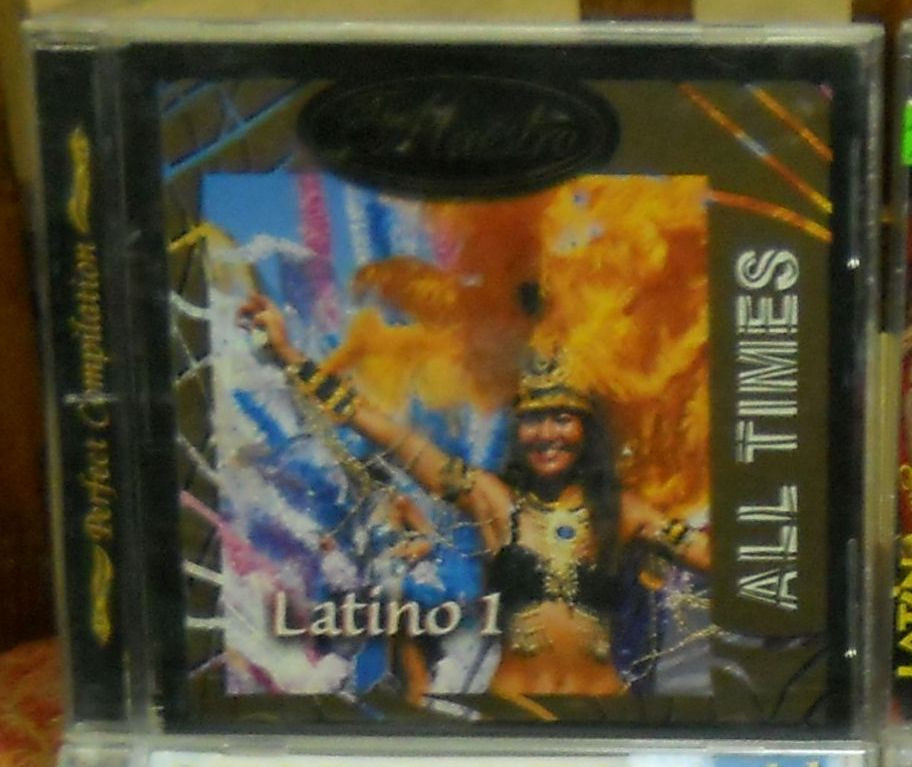 Perfect Compilation
ALL TIMES
Latino 1